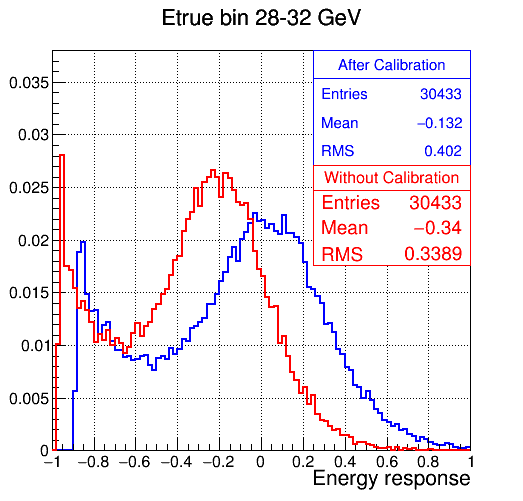 Etrue bin 28-32 GeV
After Calibration
Entries 30433
Mean −0.132
RMS 0.402
Without Calibration
Entries 30433
Mean −0.34
RMS 0.3389
0.035
0.03
0.025
0.02
0.015
0.01
0.005
0
−1 −0.8 −0.6 −0.4 −0.2 0 0.2 0.4 0.6 0.8 1
Energy response